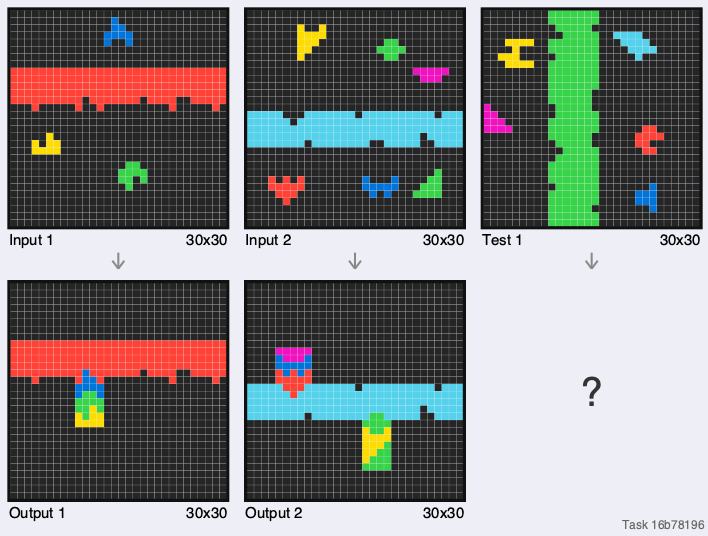 Input 1 30x30
Input 2 30x30
Test 1 30x30
?
Output 1 30x30
Output 2 30x30
Task 16b78196